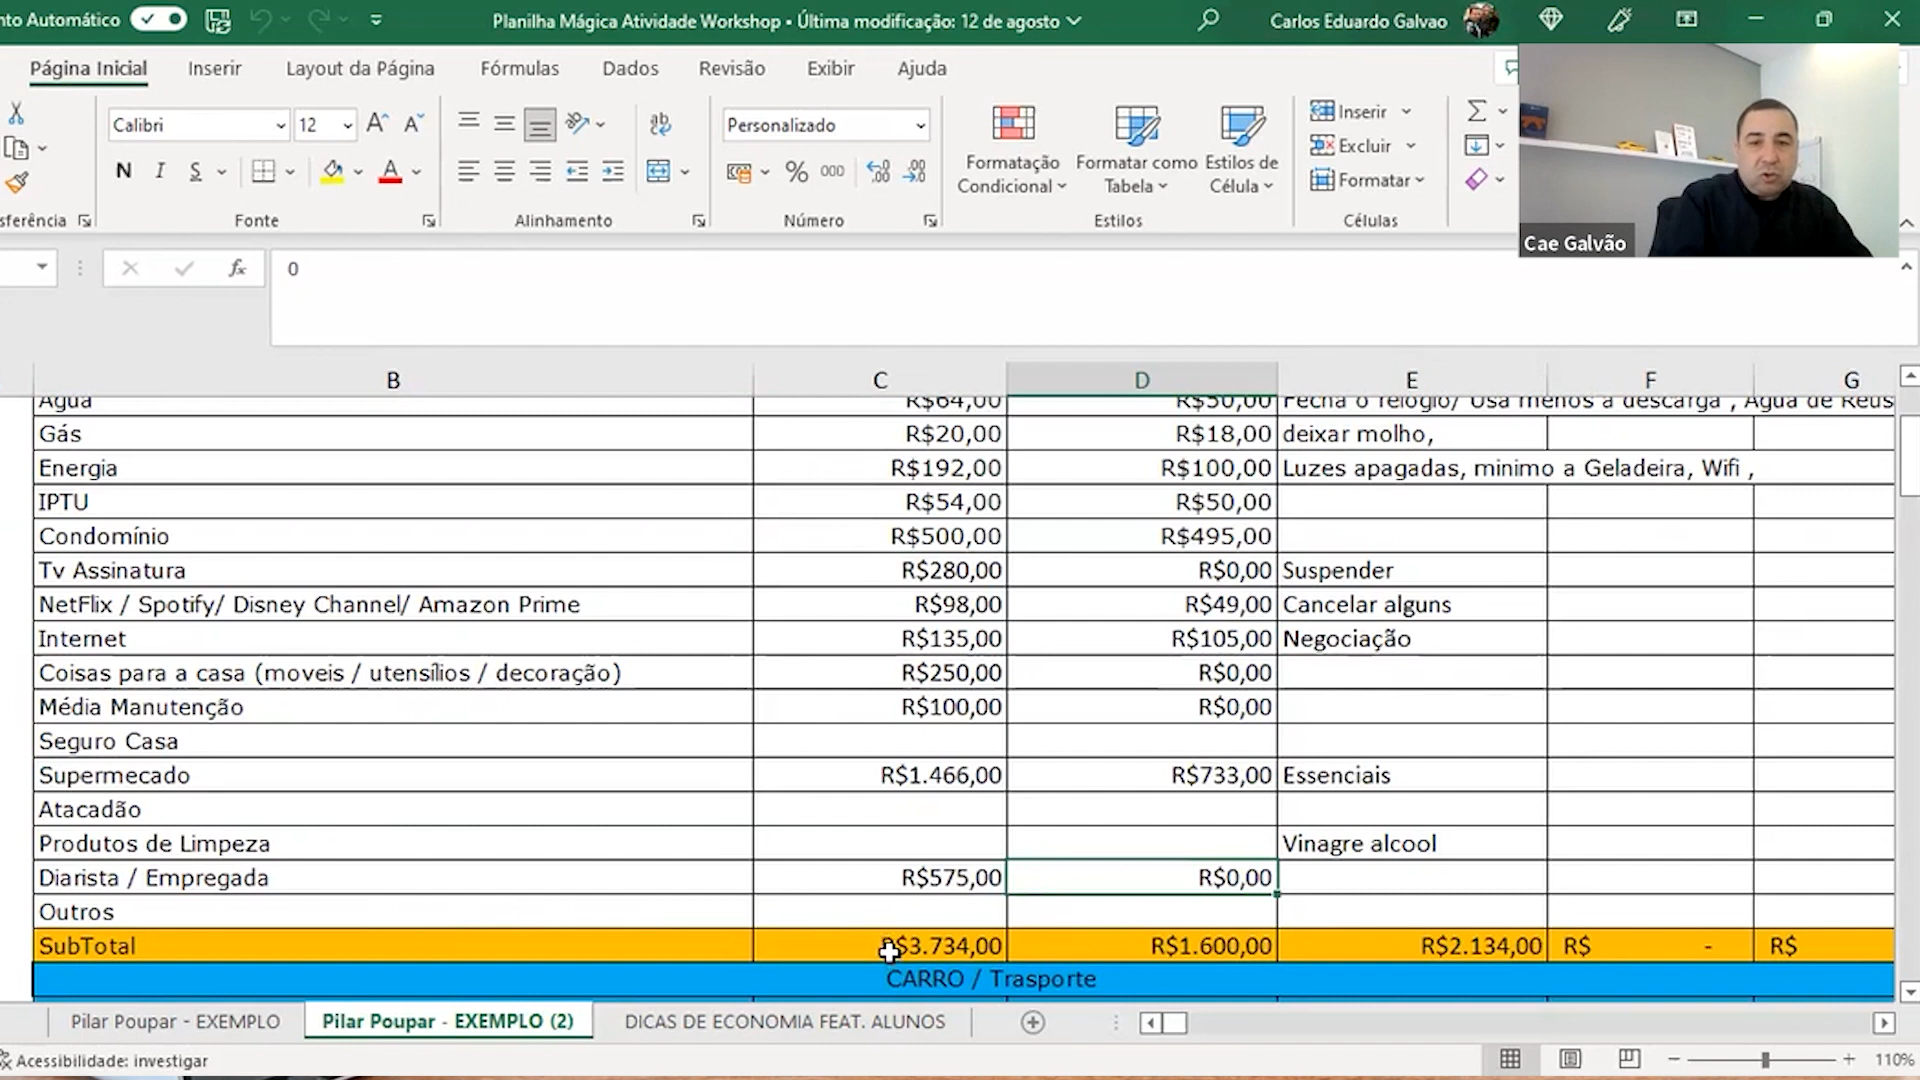 nto Automático
Planilha Mágica Atividade Workshop • Última modificação: 12 de agosto
Carlos Eduardo Galvao
Página Inicial Inserir Layout da Página Fórmulas Dados Revisão Exibir Ajuda
Calibri 12
Personalizado
N I S
% 000
Formatação Condicional
Formatar como Tabela
Estilos de Célula
Inserir
Excluir
Formatar
sferência Fonte Alinhamento Número Estilos Células
Cae Galvão
fx 0
B C D E F G
Água R$64,00 R$50,00 Fecha o relogio/ Usa menos a descarga , Agua de Reus
Gás R$20,00 R$18,00 deixar molho,
Energia R$192,00 R$100,00 Luzes apagadas, minimo a Geladeira, Wifi ,
IPTU R$54,00 R$50,00
Condomínio R$500,00 R$495,00
Tv Assinatura R$280,00 R$0,00 Suspender
NetFlix / Spotify/ Disney Channel/ Amazon Prime R$98,00 R$49,00 Cancelar alguns
Internet R$135,00 R$105,00 Negociação
Coisas para a casa (moveis / utensílios / decoração) R$250,00 R$0,00
Média Manutenção R$100,00 R$0,00
Seguro Casa
Supermecado R$1.466,00 R$733,00 Essenciais
Atacadão
Produtos de Limpeza Vinagre alcool
Diarista / Empregada R$575,00 R$0,00
Outros
SubTotal R$3.734,00 R$1.600,00 R$2.134,00 R$ - R$
CARRO / Trasporte
Pilar Poupar - EXEMPLO Pilar Poupar - EXEMPLO (2) DICAS DE ECONOMIA FEAT. ALUNOS
Acessibilidade: investigar
110%